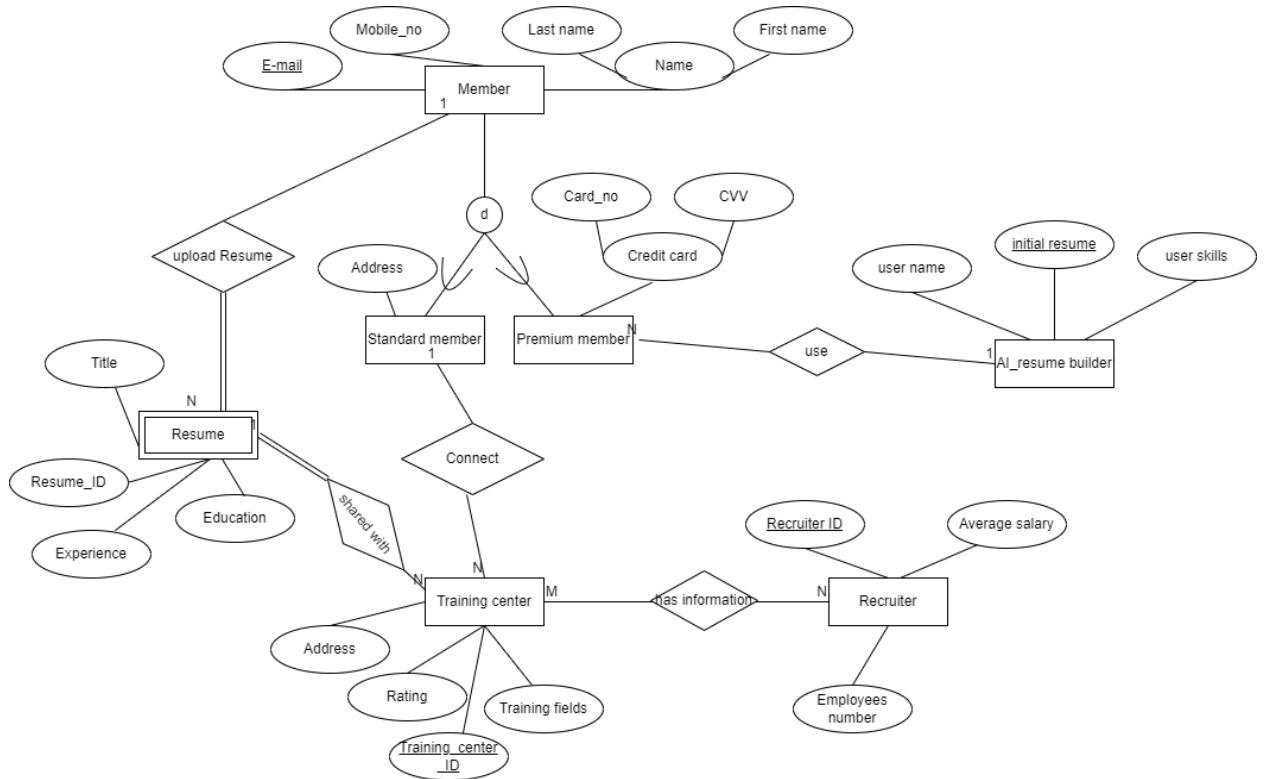 Mobile_no
Last name
First name
E-mail
Name
Member
1
Card_no
CVV
d
initial resume
upload Resume
Address
Credit card
user name
user skills
Standard member
Premium member
N
use
1
AI_resume builder
1
Title
N
1
Resume
Connect
Resume_ID
shared with
Education
Experience
Recruiter ID
Average salary
N
N
M
has information
N
Training center
Recruiter
Address
Rating
Training fields
Employees
number
Training_center
_ID